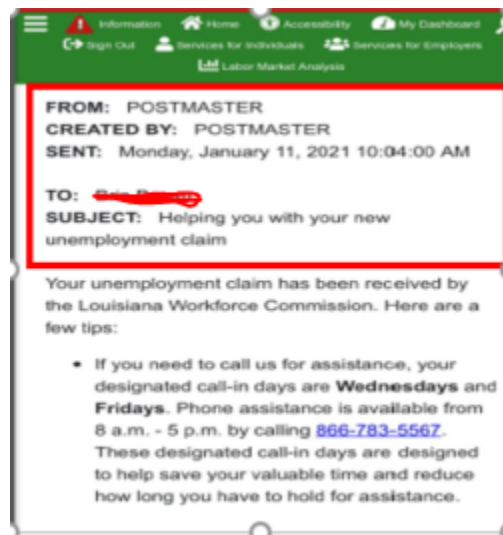 Information Home Accessibility My Dashboard
Sign Out Services for Individuals Services for Employers
Labor Market Analysis
FROM: POSTMASTER
CREATED BY: POSTMASTER
SENT: Monday, January 11, 2021 10:04:00 AM
TO:
SUBJECT: Helping you with your new
unemployment claim
Your unemployment claim has been received by
the Louisiana Workforce Commission. Here are a
few tips:
• If you need to call us for assistance, your
designated call-in days are Wednesdays and
Fridays. Phone assistance is available from
8 a.m. - 5 p.m. by calling 866-783-5567.
These designated call-in days are designed
to help save your valuable time and reduce
how long you have to hold for assistance.